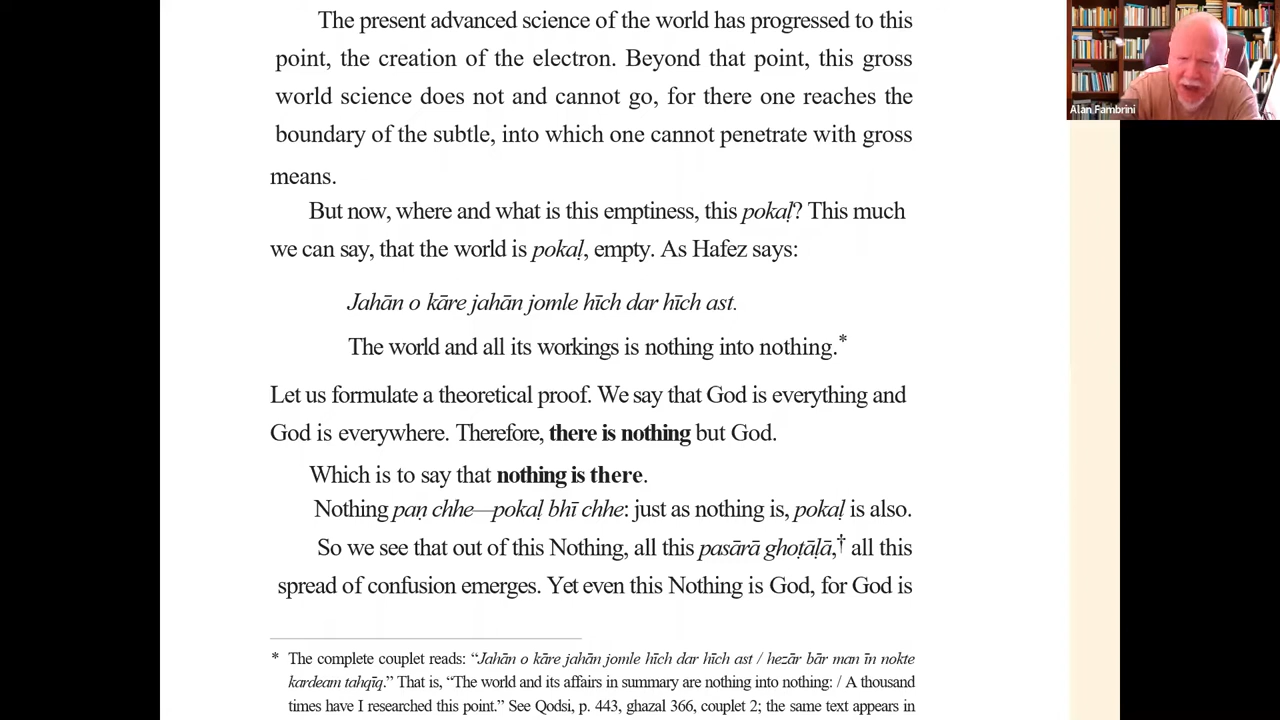 The present advanced science of the world has progressed to this
point, the creation of the electron. Beyond that point, this gross
world science does not and cannot go, for there one reaches the
boundary of the subtle, into which one cannot penetrate with gross
means.
But now, where and what is this emptiness, this pokaḷ? This much
we can say, that the world is pokaḷ, empty. As Hafez says:
Jahān o kāre jahān jomle hīch dar hīch ast.
The world and all its workings is nothing into nothing.*
Let us formulate a theoretical proof. We say that God is everything and
God is everywhere. Therefore, there is nothing but God.
Which is to say that nothing is there.
Nothing paṇ chhe—pokaḷ bhī chhe: just as nothing is, pokaḷ is also.
So we see that out of this Nothing, all this pasārā ghoṭāḷā,† all this
spread of confusion emerges. Yet even this Nothing is God, for God is
* The complete couplet reads: “Jahān o kāre jahān jomle hīch dar hīch ast / hezār bār man īn nokte
kardeam tahqīq.” That is, “The world and its affairs in summary are nothing into nothing: / A thousand
times have I researched this point.” See Qodsi, p. 443, ghazal 366, couplet 2; the same text appears in
Alan Fambrini